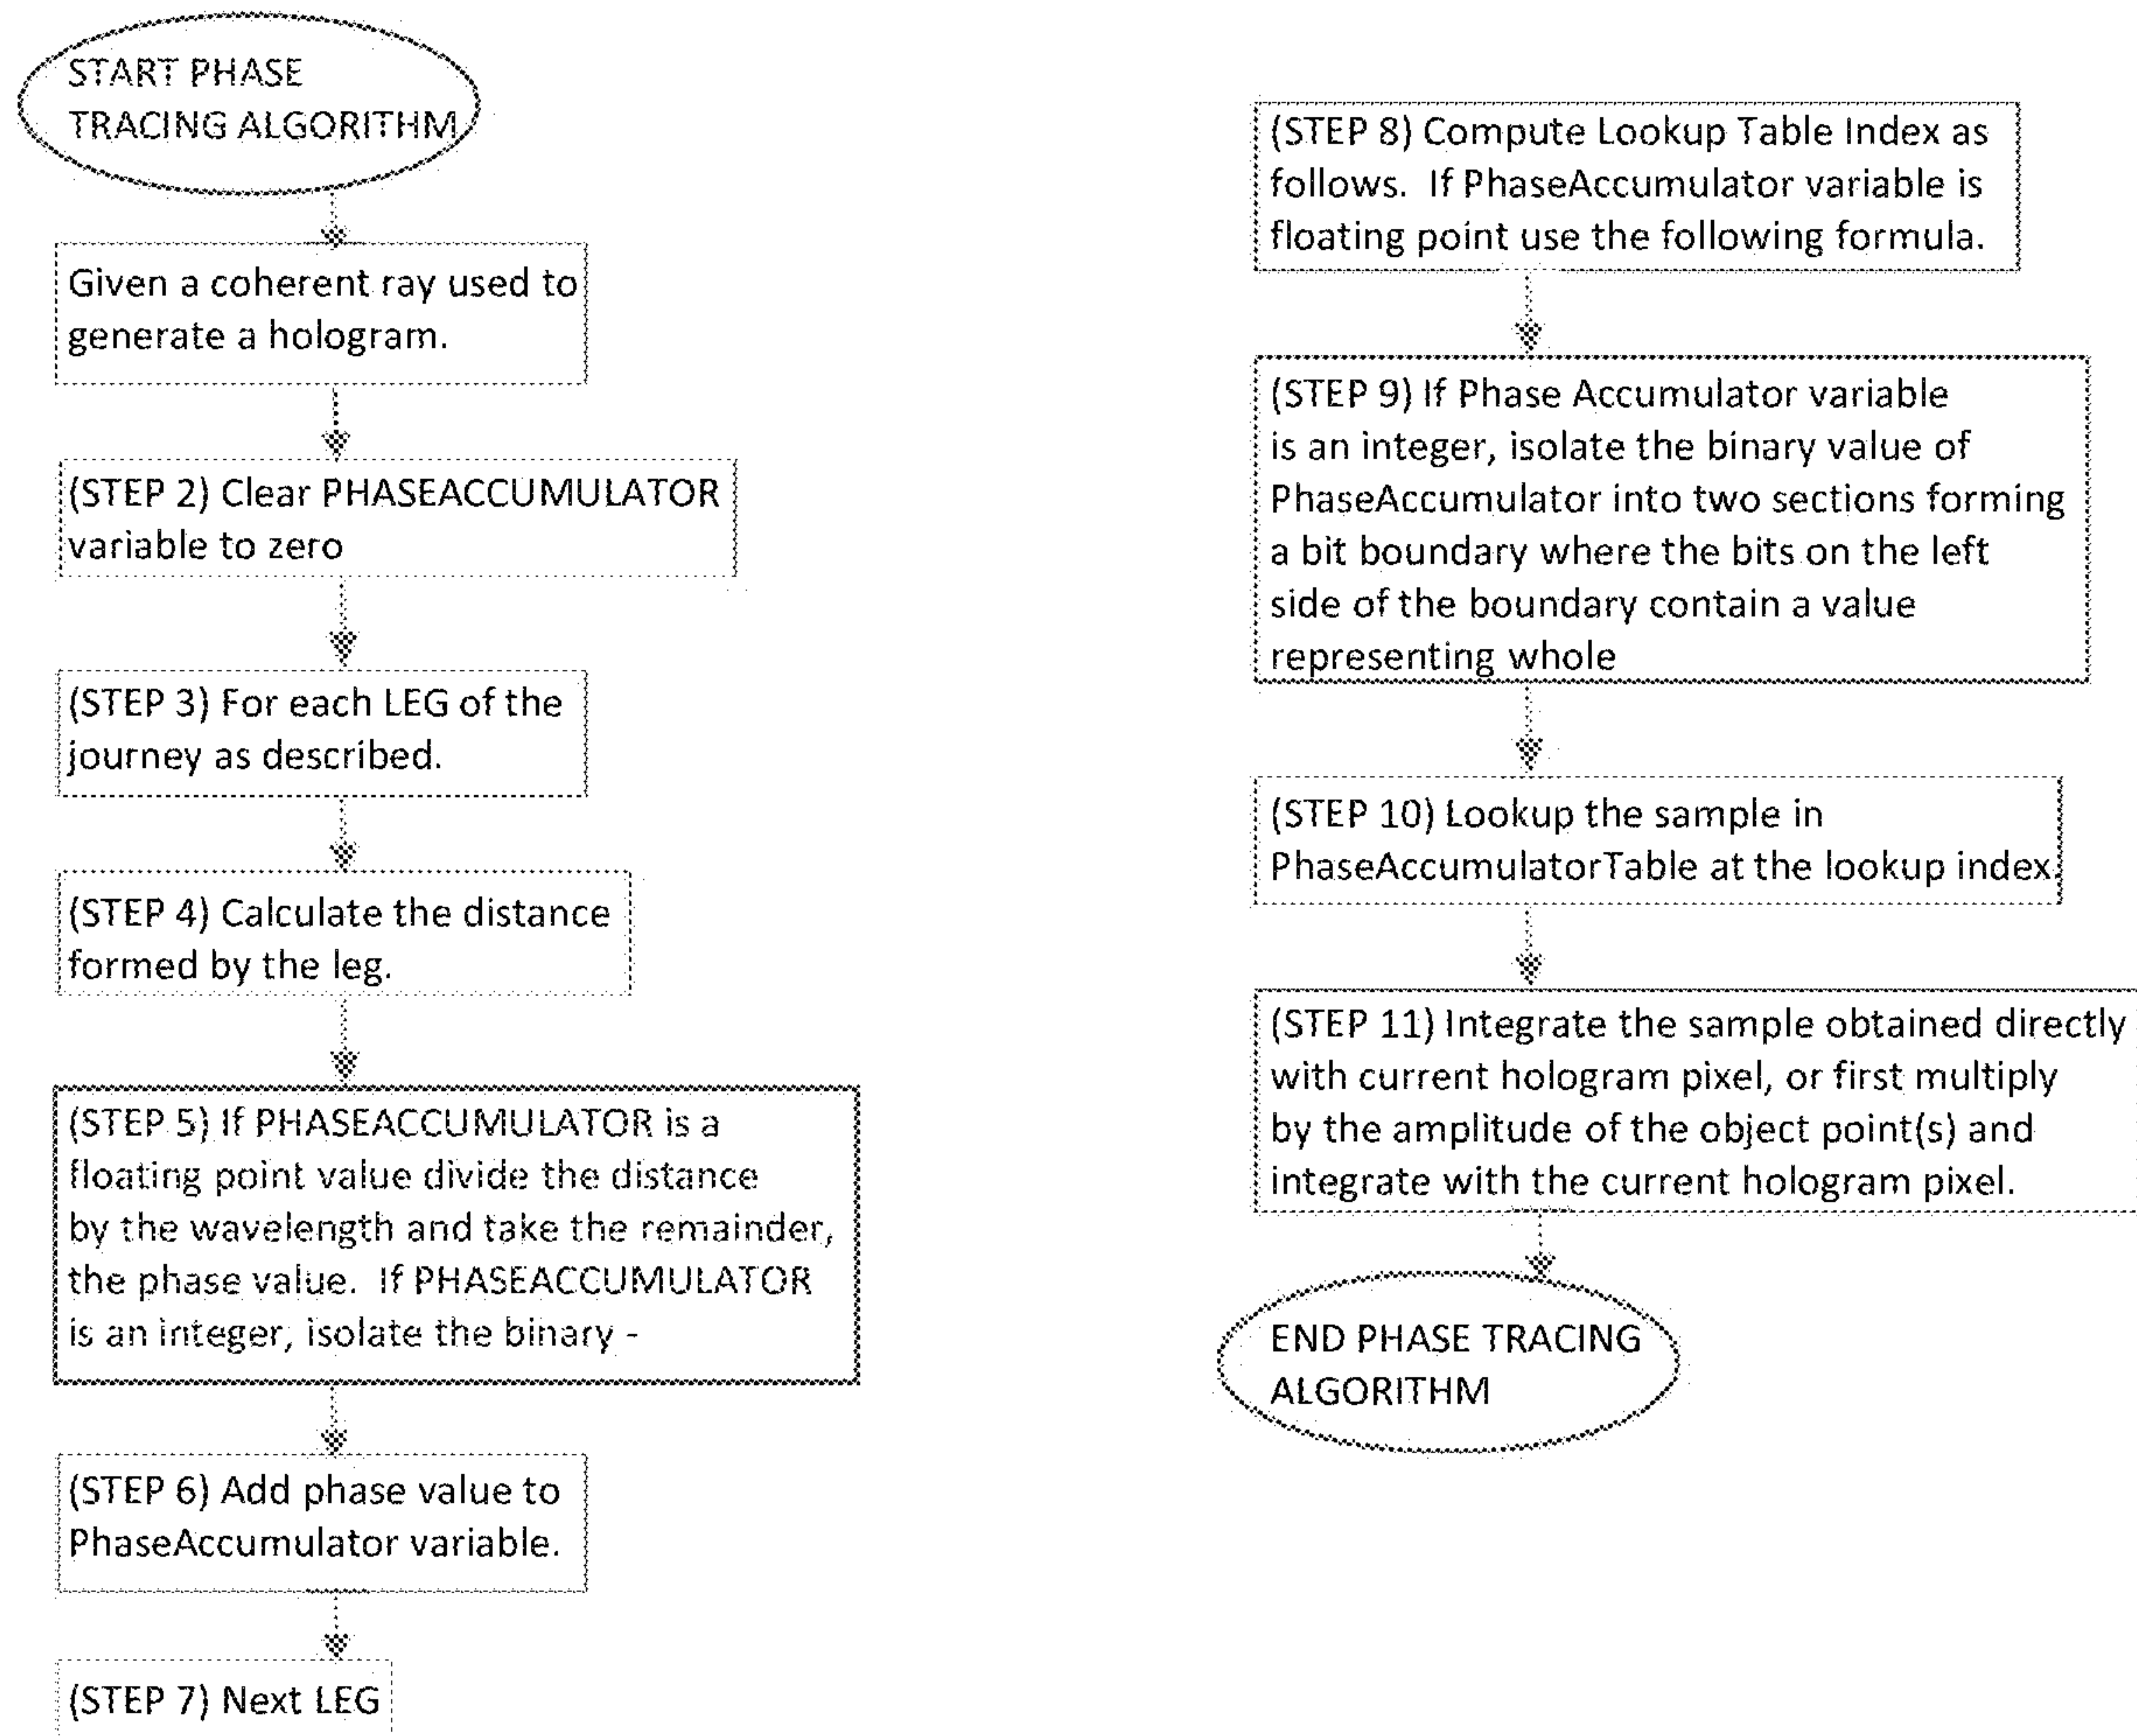 START PHASE
TRACING ALGORITHM
Given a coherent ray used to
generate a hologram.
(STEP 2) Clear PHASEACCUMULATOR
variable to zero
(STEP 3) For each LEG of the
journey as described.
(STEP 4) Calculate the distance
formed by the leg.
(STEP 5) If PHASEACCUMULATOR is a
floating point value divide the distance
by the wavelength and take the remainder,
the phase value.  If PHASEACCUMULATOR
is an integer, isolate the binary -
(STEP 6) Add phase value to
PhaseAccumulator variable.
(STEP 7) Next LEG
(STEP 8) Compute Lookup Table Index as
follows.  If PhaseAccumulator variable is
floating point use the following formula.
(STEP 9) If Phase Accumulator variable
is an integer, isolate the binary value of
PhaseAccumulator into two sections forming
a bit boundary where the bits on the left
side of the boundary contain a value
representing whole
(STEP 10) Lookup the sample in
PhaseAccumulatorTable at the lookup index.
(STEP 11) Integrate the sample obtained directly
with current hologram pixel, or first multiply
by the amplitude of the object point(s) and
integrate with the current hologram pixel.
END PHASE TRACING
ALGORITHM